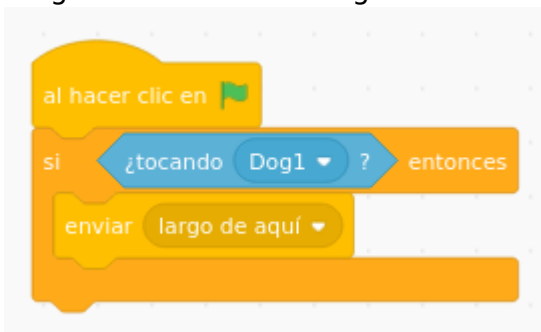 al hacer clic en
si ¿tocando Dog1 ? entonces
enviar largo de aquí